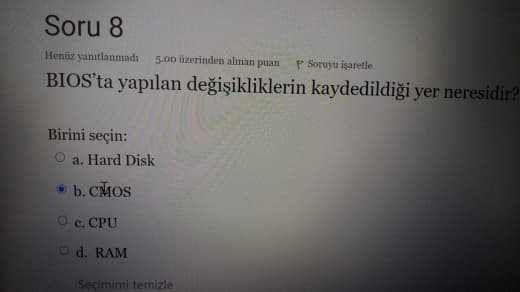 Soru 8
Henüz yanıtlanmadı 5.00 üzerinden alınan puan Soruyu işaretle
BIOS'ta yapılan değişikliklerin kaydedildiği yer neresidir?
Birini seçin:
a. Hard Disk
b. CMOS
c. CPU
d. RAM
Seçimimi temizle